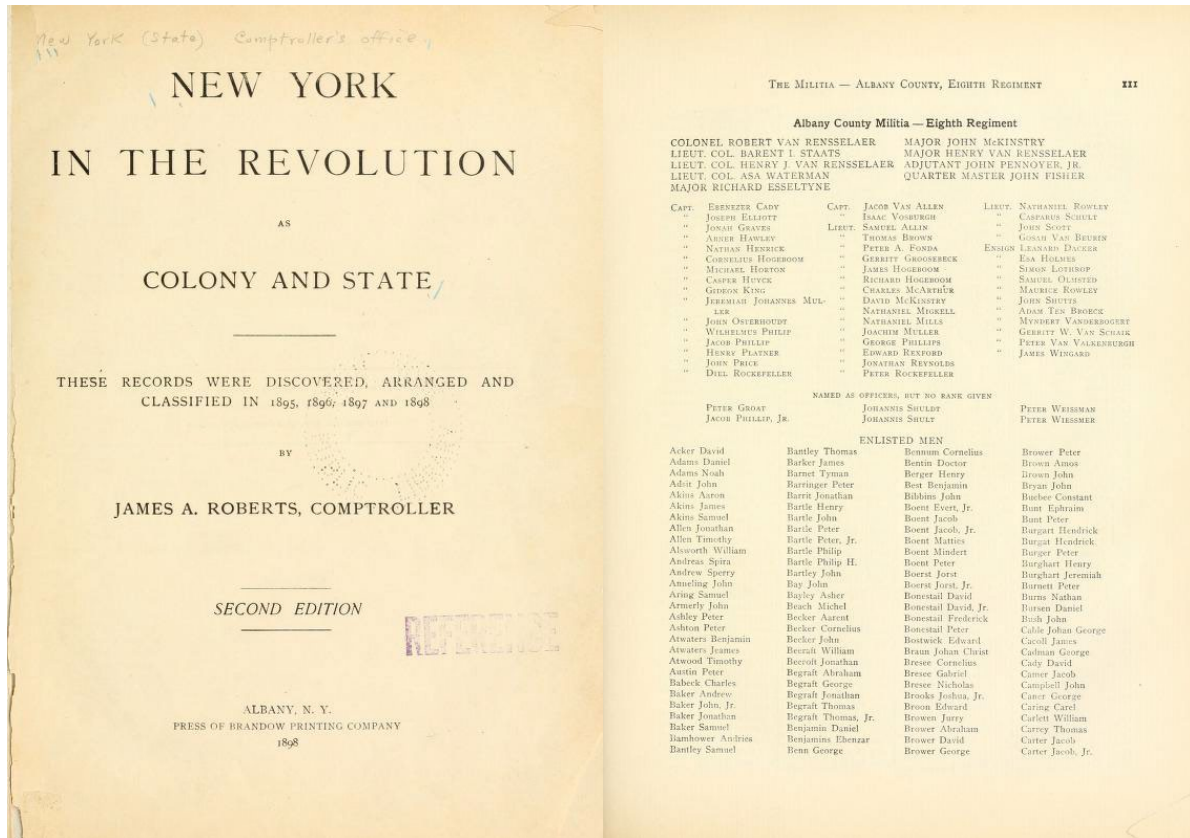 New York (State) Comptroller's office
NEW YORK
IN THE REVOLUTION
AS
COLONY AND STATE
THESE RECORDS WERE DISCOVERED, ARRANGED AND
CLASSIFIED IN 1895, 1896, 1897 AND 1898
BY
JAMES A. ROBERTS, COMPTROLLER
SECOND EDITION
REFERENCE
ALBANY, N. Y.
PRESS OF BRANDOW PRINTING COMPANY
1898
THE MILITIA — ALBANY COUNTY, EIGHTH REGIMENT 111
Albany County Militia — Eighth Regiment
COLONEL ROBERT VAN RENSSELAER
LIEUT. COL. BARENT I. STAATS
LIEUT. COL. HENRY J. VAN RENSSELAER
LIEUT. COL. ASA WATERMAN
MAJOR RICHARD ESSELTYNE
MAJOR JOHN McKINSTRY
MAJOR HENRY VAN RENSSELAER
ADJUTANT JOHN PENNOYER, JR.
QUARTER MASTER JOHN FISHER
CAPT. EBENEZER CADY
" JOSEPH ELLIOTT
" JONAH GRAVES
" ABNER HAWLEY
" NATHAN HENRICK
" CORNELIUS HOGEBOOM
" MICHAEL HORTON
" CASPER HUYCK
" GIDEON KING
" JEREMIAH JOHANNES MUL-
LER
" JOHN OSTERHOUDT
" WILHELMUS PHILIP
" JACOB PHILLIP
" HENRY PLATNER
" JOHN PRICE
" DIEL ROCKEFELLER
CAPT. JACOB VAN ALLEN
" ISAAC VOSBURGH
LIEUT. SAMUEL ALLIN
" THOMAS BROWN
" PETER A. FONDA
" GERRITT GROOSEBECK
" JAMES HOGEBOOM
" RICHARD HOGEBOOM
" CHARLES McARTHUR
" DAVID McKINSTRY
" NATHANIEL MIGKELL
" NATHANIEL MILLS
" JOACHIM MULLER
" GEORGE PHILLIPS
" EDWARD REXFORD
" JONATHAN REYNOLDS
" PETER ROCKEFELLER
LIEUT. NATHANIEL ROWLEY
" CASPARUS SCHULT
" JOHN SCOTT
" GOSAH VAN BEURIN
ENSIGN LEANARD DACKER
" ESA HOLMES
" SIMON LOTHROP
" SAMUEL OLMSTED
" MAURICE ROWLEY
" JOHN SHUTTS
" ADAM TEN BROECK
" MYNDERT VANDERBOGERT
" GERRITT W. VAN SCHAIK
" PETER VAN VALKENBURGH
" JAMES WINGARD
NAMED AS OFFICERS, BUT NO RANK GIVEN
PETER GROAT
JACOB PHILLIP, JR.
JOHANNIS SHULDT
JOHANNIS SHULT
PETER WEISSMAN
PETER WIESSMER
ENLISTED MEN
Acker David
Adams Daniel
Adams Noah
Adsit John
Akins Aaron
Akins James
Akins Samuel
Allen Jonathan
Allen Timothy
Alsworth William
Andreas Spira
Andrew Sperry
Anneling John
Aring Samuel
Armerly John
Ashley Peter
Ashton Peter
Atwaters Benjamin
Atwaters Jeames
Atwood Timothy
Austin Peter
Babeck Charles
Baker Andrew
Baker John, Jr.
Baker Jonathan
Baker Samuel
Bamhower Andries
Bantley Samuel
Bantley Thomas
Barker James
Barnet Tyman
Barringer Peter
Barrit Jonathan
Bartle Henry
Bartle John
Bartle Peter
Bartle Peter, Jr.
Bartle Philip
Bartle Philip H.
Bartley John
Bay John
Bayley Asher
Beach Michel
Becker Aarent
Becker Cornelius
Becker John
Becraft William
Becroft Jonathan
Begraft Abraham
Begraft George
Begraft Jonathan
Begraft Thomas
Begraft Thomas, Jr.
Benjamin Daniel
Benjamins Ebenzar
Benn George
Bennum Cornelius
Bentin Doctor
Berger Henry
Best Benjamin
Bibbins John
Boent Evert, Jr.
Boent Jacob
Boent Jacob, Jr.
Boent Matties
Boent Mindert
Boent Peter
Boerst Jorst
Boerst Jorst, Jr.
Bonestail David
Bonestail David, Jr.
Bonestail Frederick
Bonestail Peter
Bostwick Edward
Braun Johan Christ
Bresee Cornelius
Bresee Gabriel
Bresee Nicholas
Brooks Joshua, Jr.
Broon Edward
Browen Jurry
Brower Abraham
Brower David
Brower George
Brower Peter
Brown Amos
Brown John
Bryan John
Buebee Constant
Bunt Ephraim
Bunt Peter
Burgart Hendrick
Burgat Hendrick
Burger Peter
Burghart Henry
Burghart Jeremiah
Burnett Peter
Burns Nathan
Bursen Daniel
Bush John
Cable Johan George
Cacoll James
Cadman George
Cady David
Camer Jacob
Campbell John
Caner George
Caring Carel
Carlett William
Carrey Thomas
Carter Jacob
Carter Jacob, Jr.